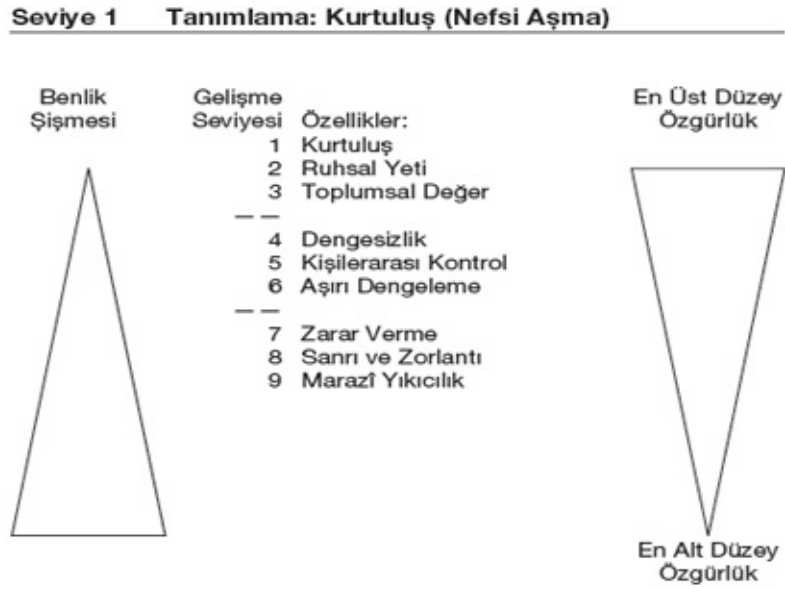 Seviye 1 Tanımlama: Kurtuluş (Nefsi Aşma)
Benlik Şişmesi
Gelişme Seviyesi Özellikler:
1 Kurtuluş
2 Ruhsal Yeti
3 Toplumsal Değer
— —
4 Dengesizlik
5 Kişilerarası Kontrol
6 Aşırı Dengeleme
— —
7 Zarar Verme
8 Sanrı ve Zorlantı
9 Marazî Yıkıcılık
En Üst Düzey Özgürlük
En Alt Düzey Özgürlük